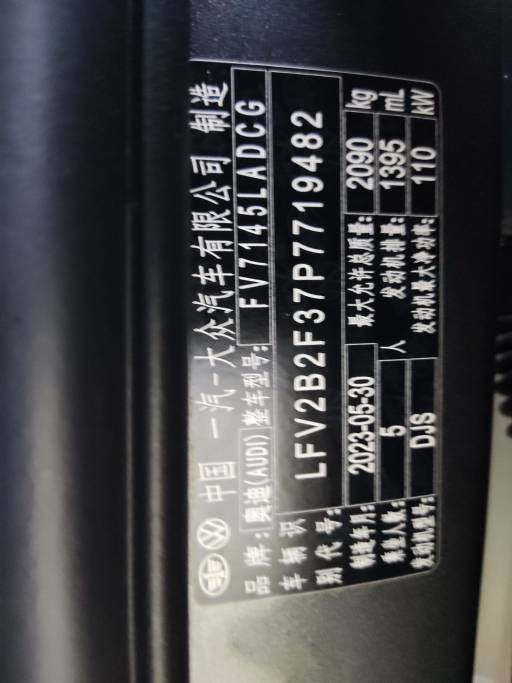 中国 一汽-大众汽车有限公司 制造
品牌: 奥迪(AUDI) 整车型号: FV7145LADCG
车辆识别代号: LFV2B2F37P7719482
制造年月: 2023-05-30 最大允许总质量: 2090 kg
乘坐人数: 5 人 发动机排量: 1395 mL
发动机型号: DJS 发动机最大净功率: 110 kW